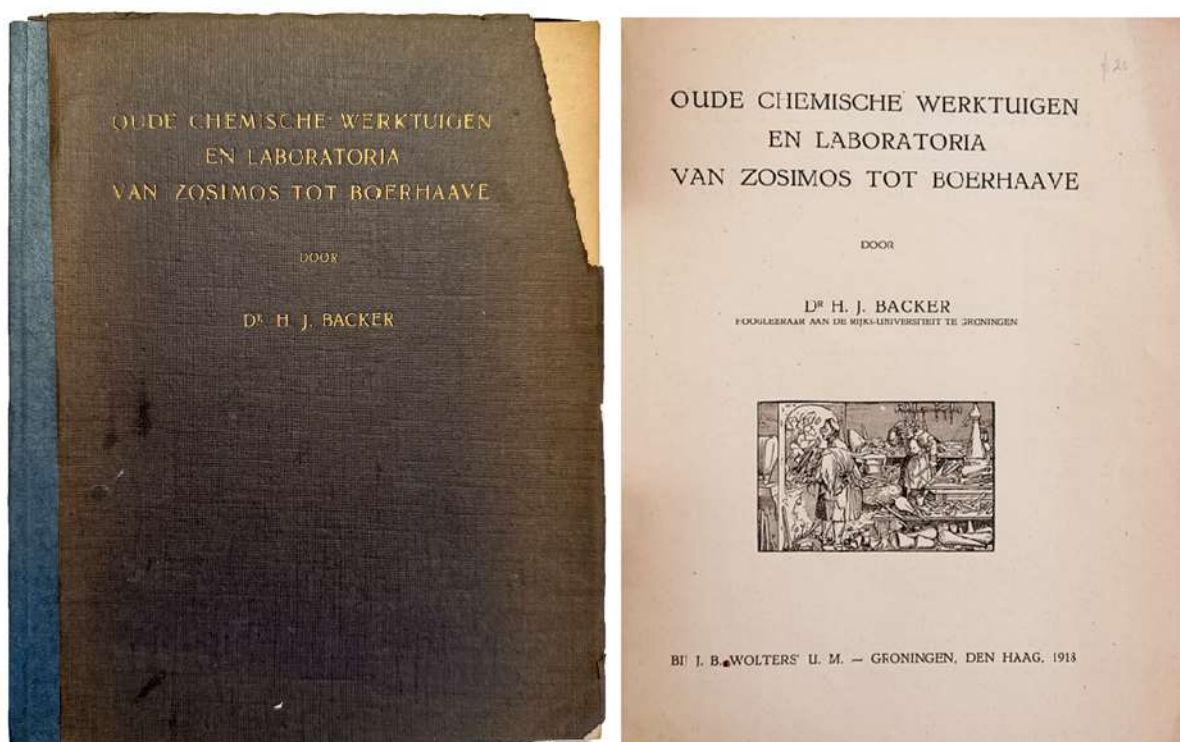 OUDE CHEMISCHE WERKTUIGEN
EN LABORATORIA
VAN ZOSIMOS TOT BOERHAAVE
DOOR
DR H. J. BACKER
OUDE CHEMISCHE WERKTUIGEN
EN LABORATORIA
VAN ZOSIMOS TOT BOERHAAVE
DOOR
DR H. J. BACKER
HOOGLEERAAR AAN DE RIJKS-UNIVERSITEIT TE GRONINGEN
BIJ J. B. WOLTERS' U. M. — GRONINGEN, DEN HAAG, 1918